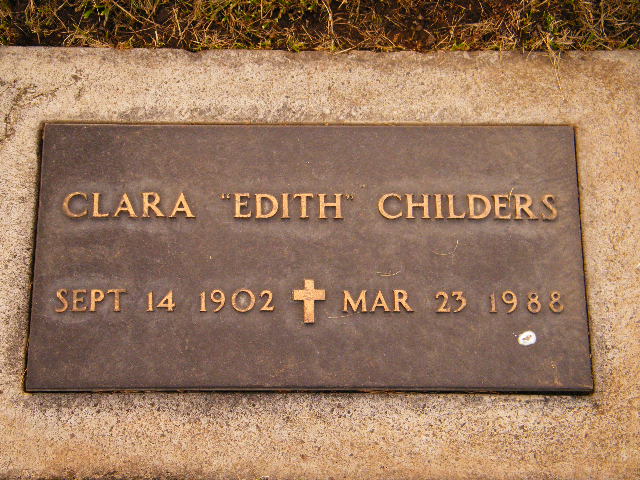 CLARA "EDITH" CHILDERS
SEPT 14 1902 MAR 23 1988